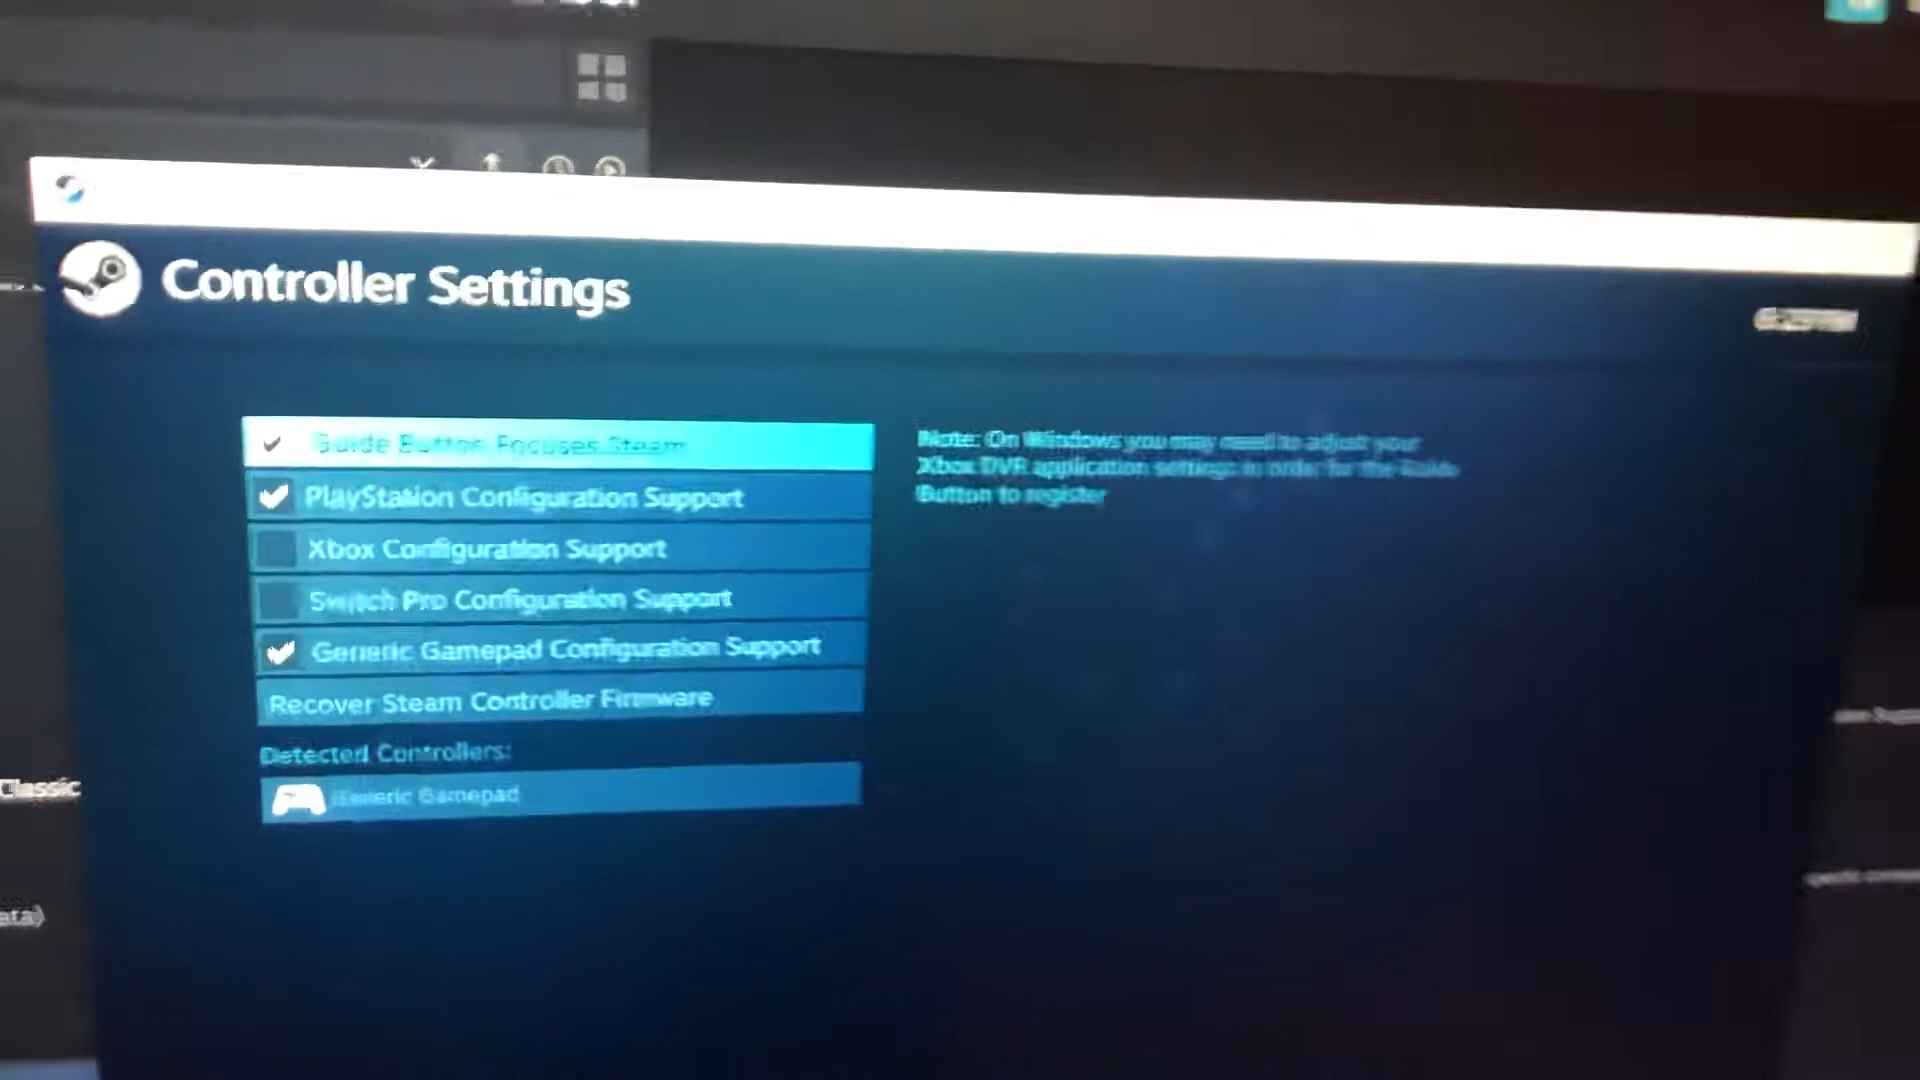 Controller Settings
Guide Button Focuses Steam
PlayStation Configuration Support
Xbox Configuration Support
Switch Pro Configuration Support
Generic Gamepad Configuration Support
Recover Steam Controller Firmware
Detected Controllers:
Generic Gamepad
Note: On Windows you may need to adjust your
Xbox DVR application settings in order for the Guide
Button to register
Classic